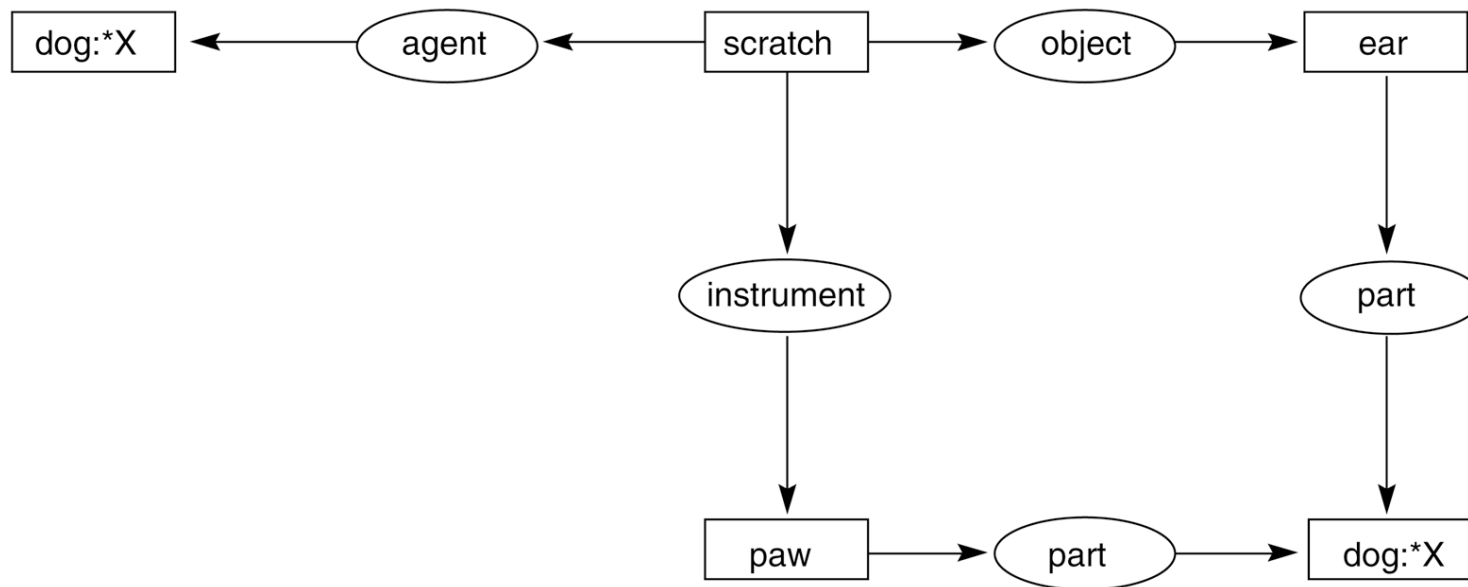 dog:*X
agent
scratch
object
ear
instrument
part
paw
part
dog:*X